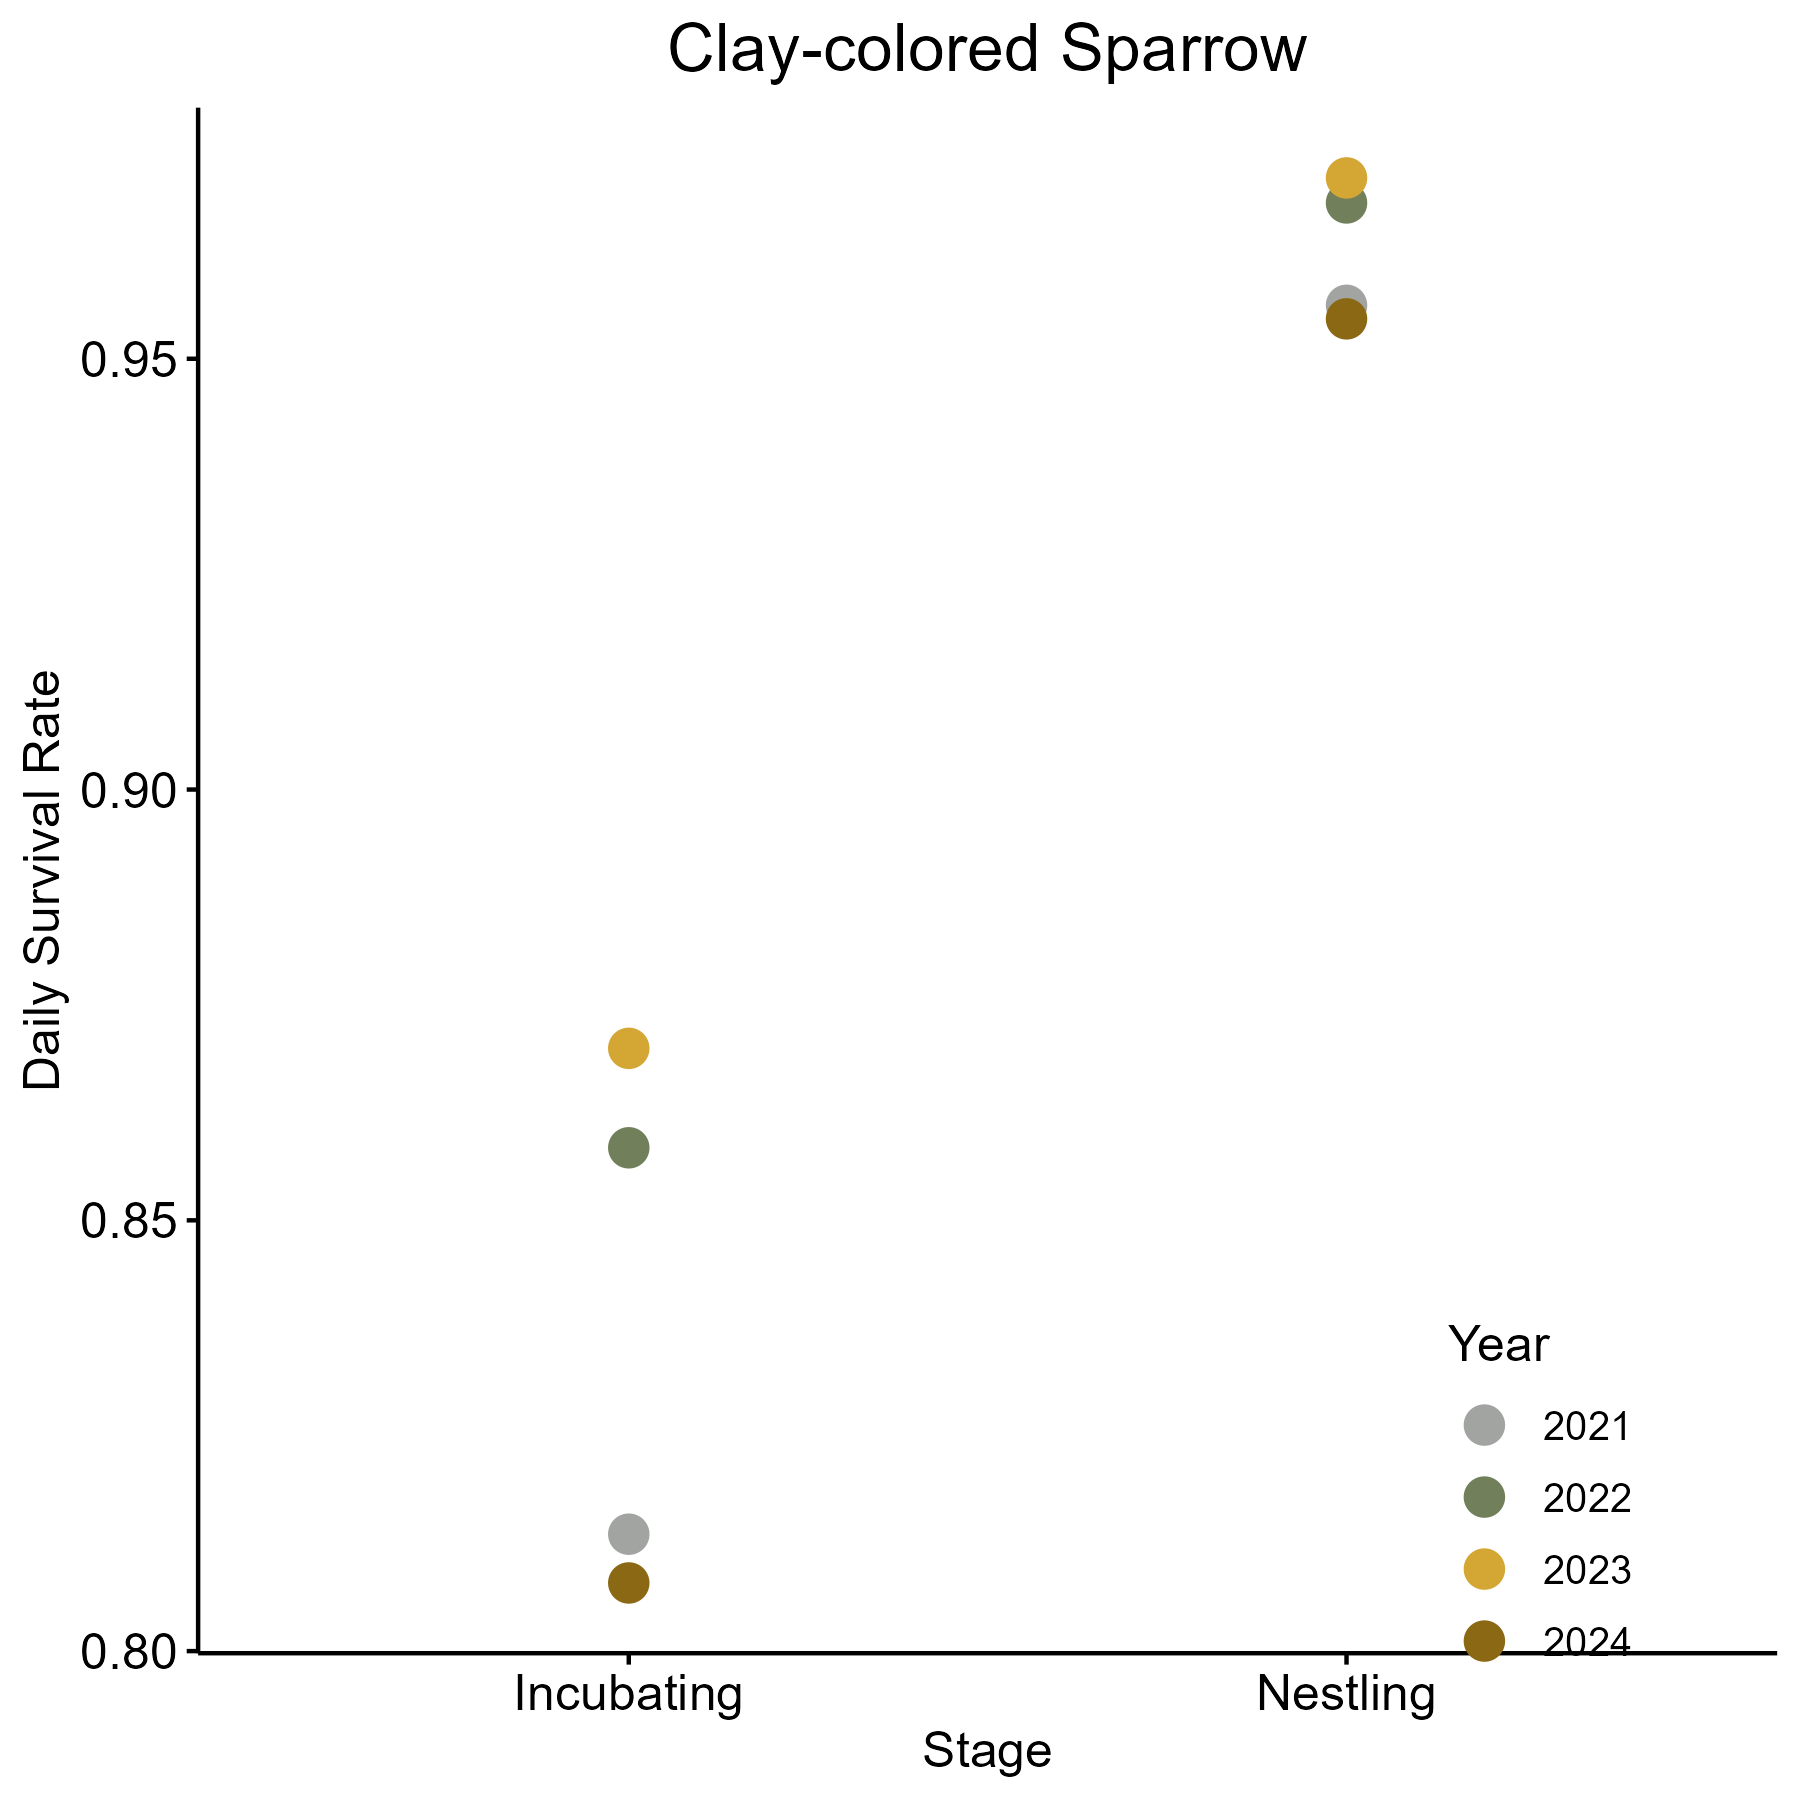 Clay-colored Sparrow
Daily Survival Rate
0.95
0.90
0.85
0.80
Year
2021
2022
2023
2024
Incubating
Nestling
Stage